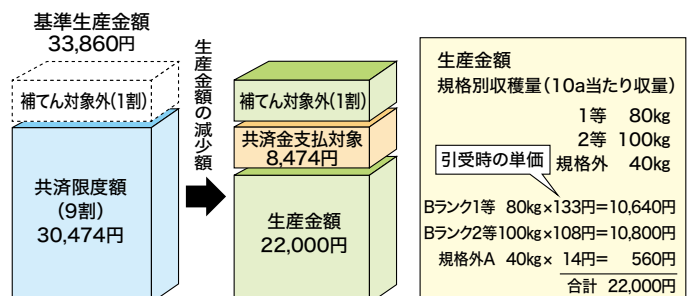 基準生産金額
33,860円
補てん対象外(1割)
共済限度額
(9割)
30,474円
生産金額の減少額
補てん対象外(1割)
共済金支払対象
8,474円
生産金額
22,000円
生産金額
規格別収穫量(10a当たり収量)
1等 80kg
2等 100kg
規格外 40kg
引受時の単価
Bランク1等 80kg×133円=10,640円
Bランク2等100kg×108円=10,800円
規格外A 40kg× 14円= 560円
合計 22,000円